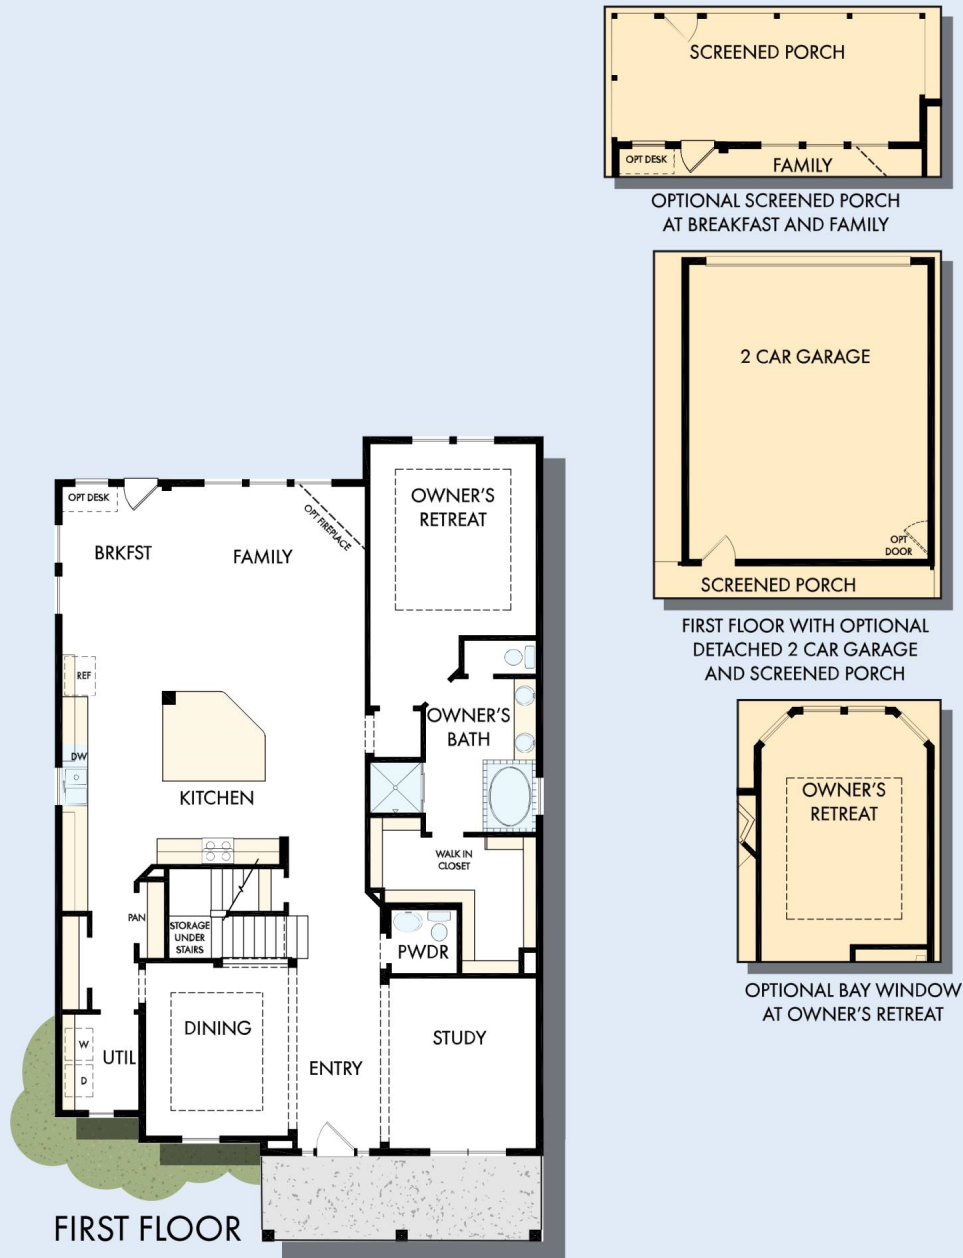 SCREENED PORCH
OPT DESK
FAMILY
OPTIONAL SCREENED PORCH
AT BREAKFAST AND FAMILY
2 CAR GARAGE
OPT
DOOR
SCREENED PORCH
FIRST FLOOR WITH OPTIONAL
DETACHED 2 CAR GARAGE
AND SCREENED PORCH
OWNER'S
RETREAT
OPTIONAL BAY WINDOW
AT OWNER'S RETREAT
OPT DESK
OPT FIREPLACE
OWNER'S
RETREAT
BRKFST
FAMILY
REF
OWNER'S
BATH
DW
KITCHEN
WALK IN
CLOSET
PAN
STORAGE
UNDER
STAIRS
PWDR
DINING
STUDY
W
UTIL
ENTRY
D
FIRST FLOOR